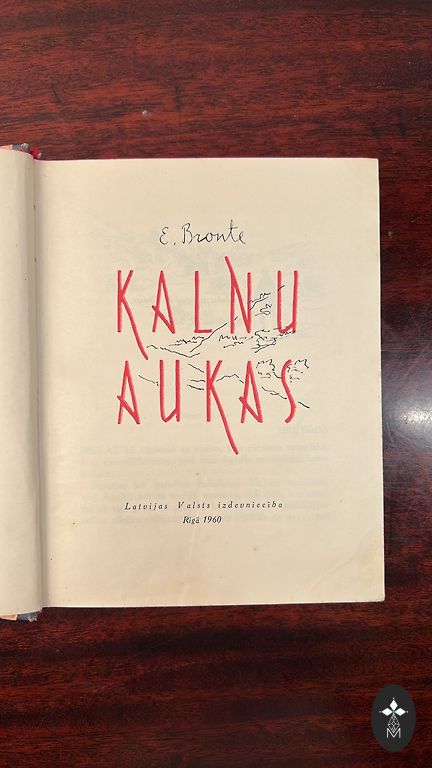 E. Bronte
KALNU
AUKAS
Latvijas Valsts izdevniecība
Rīgā 1960